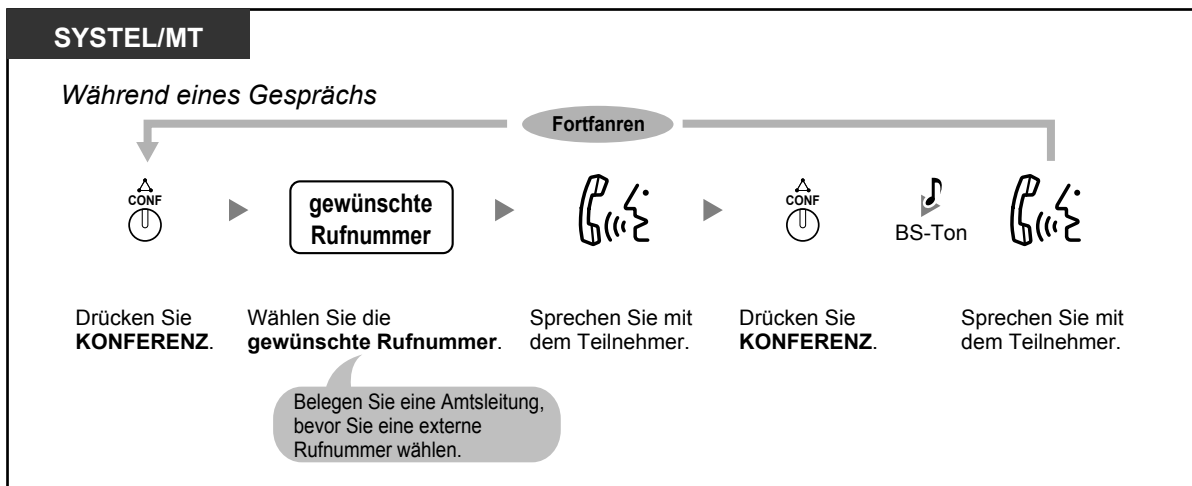 SYSTEL/MT
Während eines Gesprächs
Fortfanren
CONF
gewünschte
Rufnummer
CONF
BS-Ton
Drücken Sie
KONFERENZ.
Wählen Sie die
gewünschte Rufnummer.
Sprechen Sie mit
dem Teilnehmer.
Drücken Sie
KONFERENZ.
Sprechen Sie mit
dem Teilnehmer.
Belegen Sie eine Amtsleitung,
bevor Sie eine externe
Rufnummer wählen.